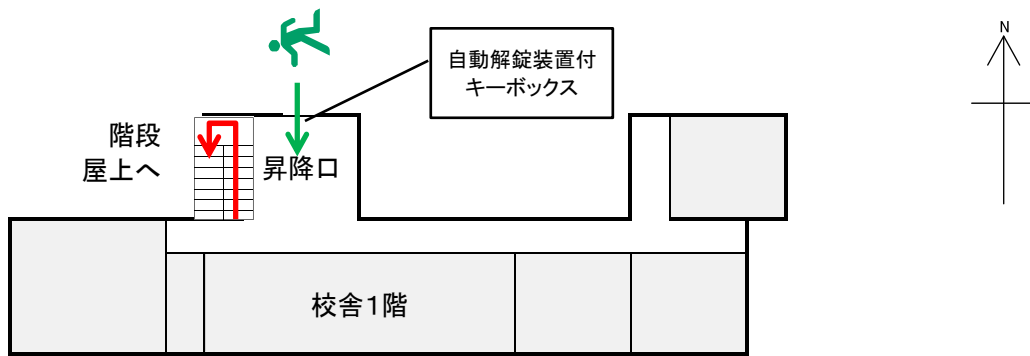 自動解錠装置付
キーボックス
N
階段
屋上へ
昇降口
校舎1階